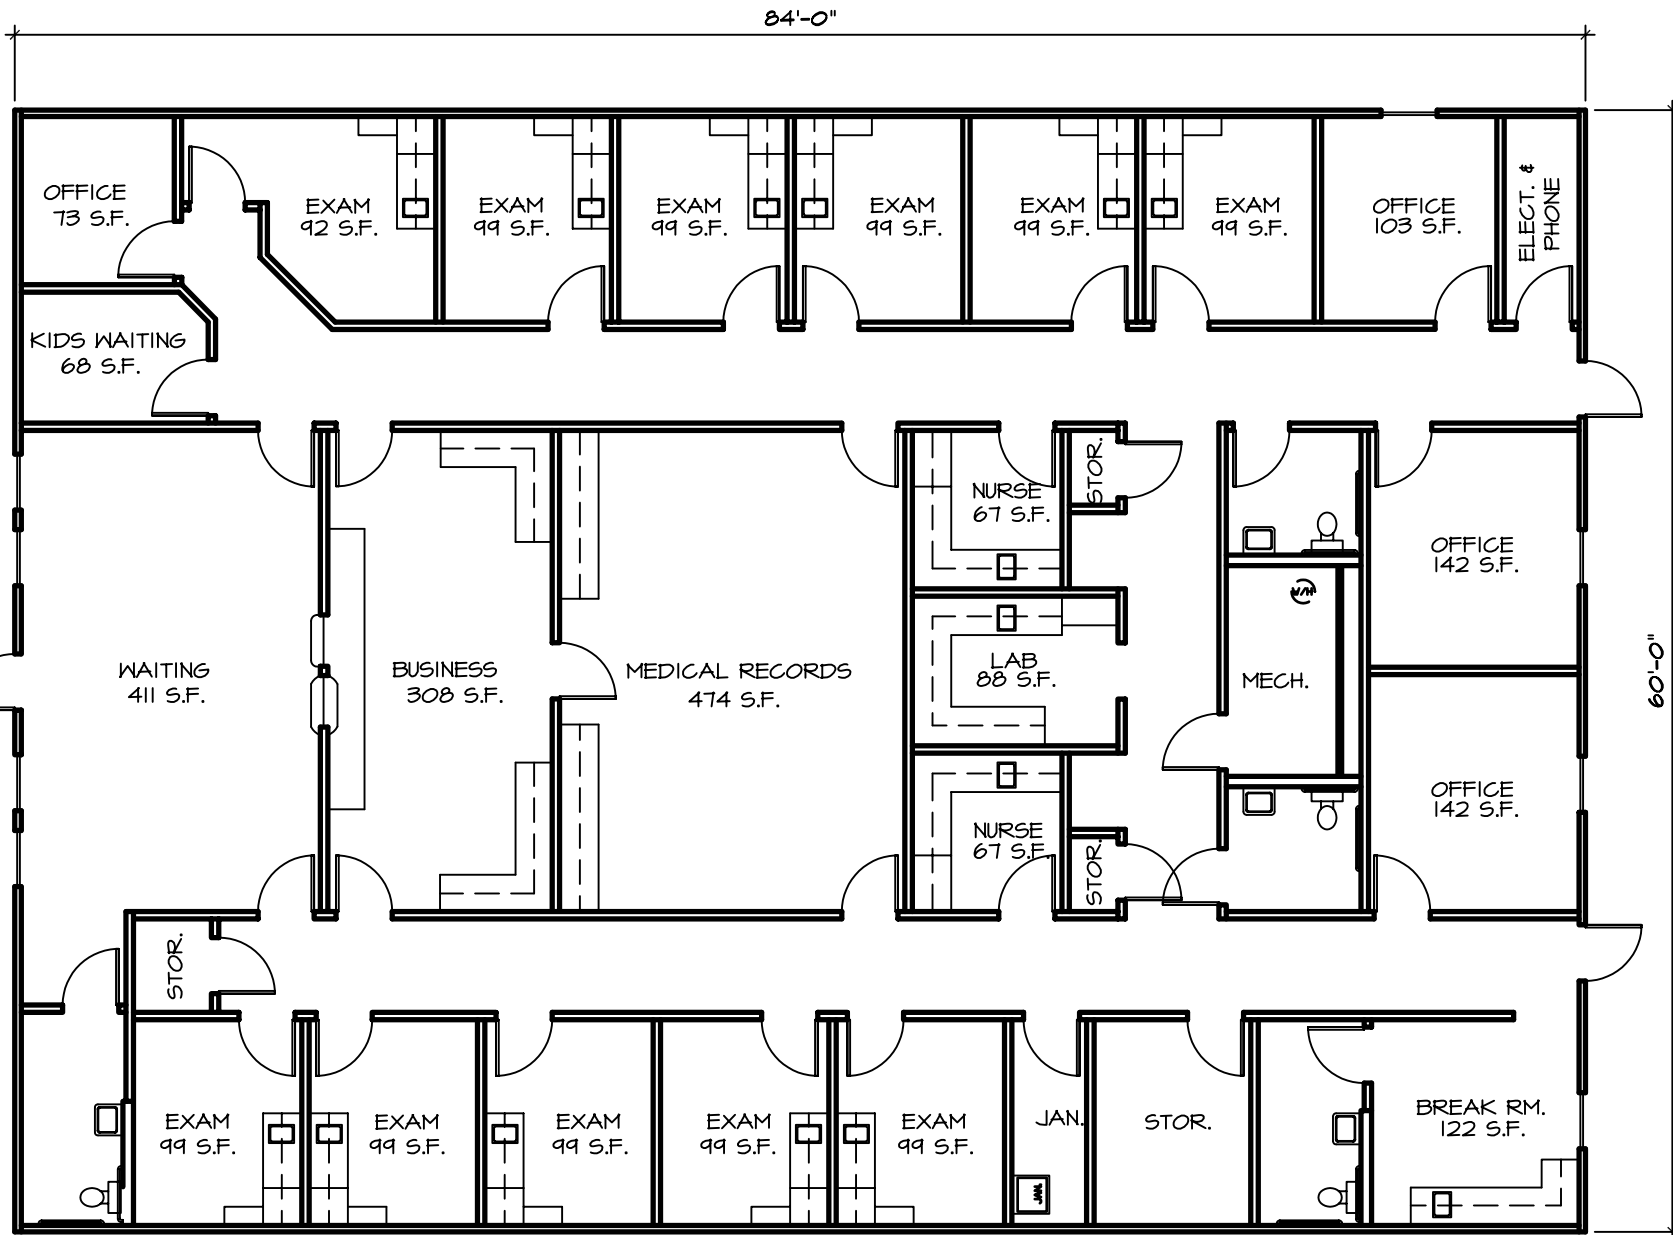 84'-0"
OFFICE
73 S.F.
EXAM
92 S.F.
EXAM
99 S.F.
EXAM
99 S.F.
EXAM
99 S.F.
EXAM
99 S.F.
EXAM
99 S.F.
OFFICE
103 S.F.
ELECT. &
PHONE
KIDS WAITING
68 S.F.
NURSE
67 S.F.
STOR.
OFFICE
142 S.F.
H/W
60'-0"
WAITING
411 S.F.
BUSINESS
308 S.F.
MEDICAL RECORDS
474 S.F.
LAB
88 S.F.
MECH.
OFFICE
142 S.F.
NURSE
67 S.F.
STOR.
STOR.
EXAM
99 S.F.
EXAM
99 S.F.
EXAM
99 S.F.
EXAM
99 S.F.
EXAM
99 S.F.
JAN.
JAN.
STOR.
BREAK RM.
122 S.F.